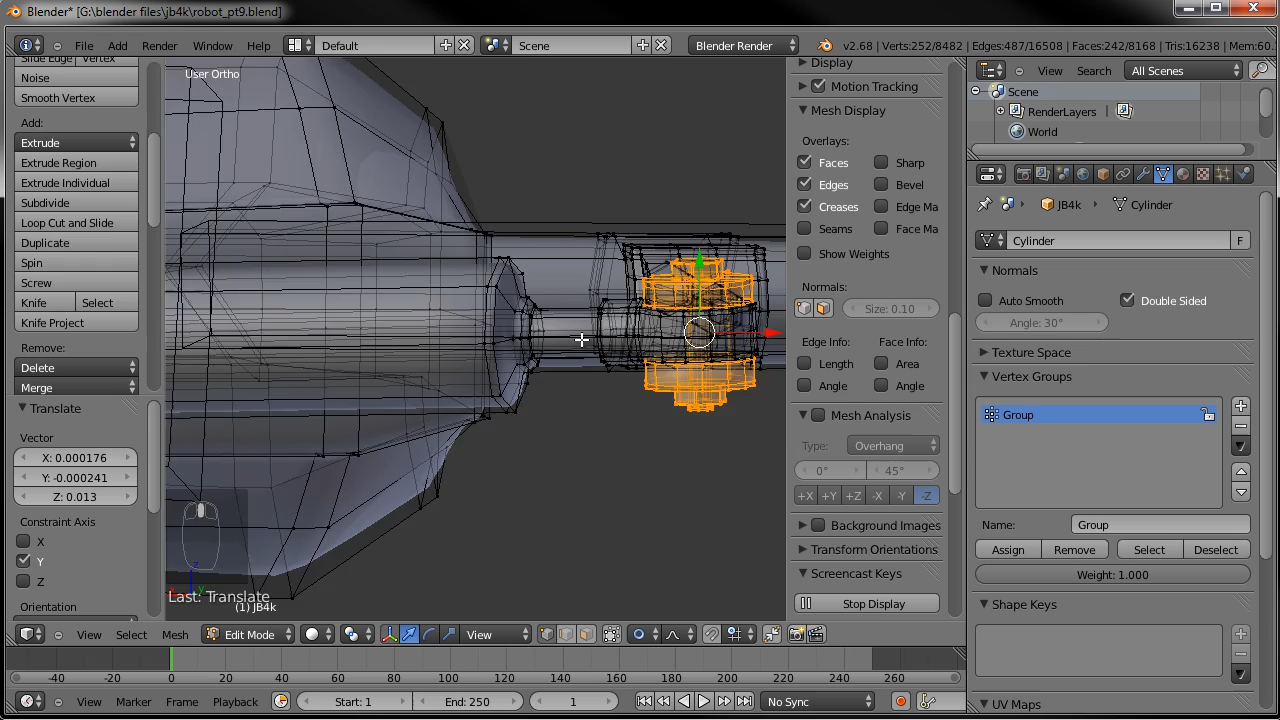 Blender* [G:\blender files\jb4k\robot_pt9.blend]
File Add Render Window Help Default Scene Blender Render v2.68 | Verts:252/8482 | Edges:487/16508 | Faces:242/8168 | Tris:16238 | Mem:60.
Slide Edge Vertex
Noise
Smooth Vertex
Add:
Extrude
Extrude Region
Extrude Individual
Subdivide
Loop Cut and Slide
Duplicate
Spin
Screw
Knife Select
Knife Project
Remove:
Delete
Merge
Translate
Vector
X: 0.000176
Y: -0.000241
Z: 0.013
Constraint Axis
X
Y
Z
Orientation
User Ortho
z
y
Last: Translate
(1) JB4k
Display
Motion Tracking
Mesh Display
Overlays:
Faces Sharp
Edges Bevel
Creases Edge Ma
Seams Face Ma
Show Weights
Normals:
Size: 0.10
Edge Info: Face Info:
Length Area
Angle Angle
Mesh Analysis
Type: Overhang
0° 45°
+X +Y +Z -X -Y -Z
Background Images
Transform Orientations
Screencast Keys
Stop Display
View Search All Scenes
Scene
RenderLayers |
World
JB4k Cylinder
Cylinder F
Normals
Auto Smooth Double Sided
Angle: 30°
Texture Space
Vertex Groups
Group
Name: Group
Assign Remove Select Deselect
Weight: 1.000
Shape Keys
UV Maps
View Select Mesh Edit Mode View
-40 -20 0 20 40 60 80 100 120 140 160 180 200 220 240 260
View Marker Frame Playback Start: 1 End: 250 1 No Sync